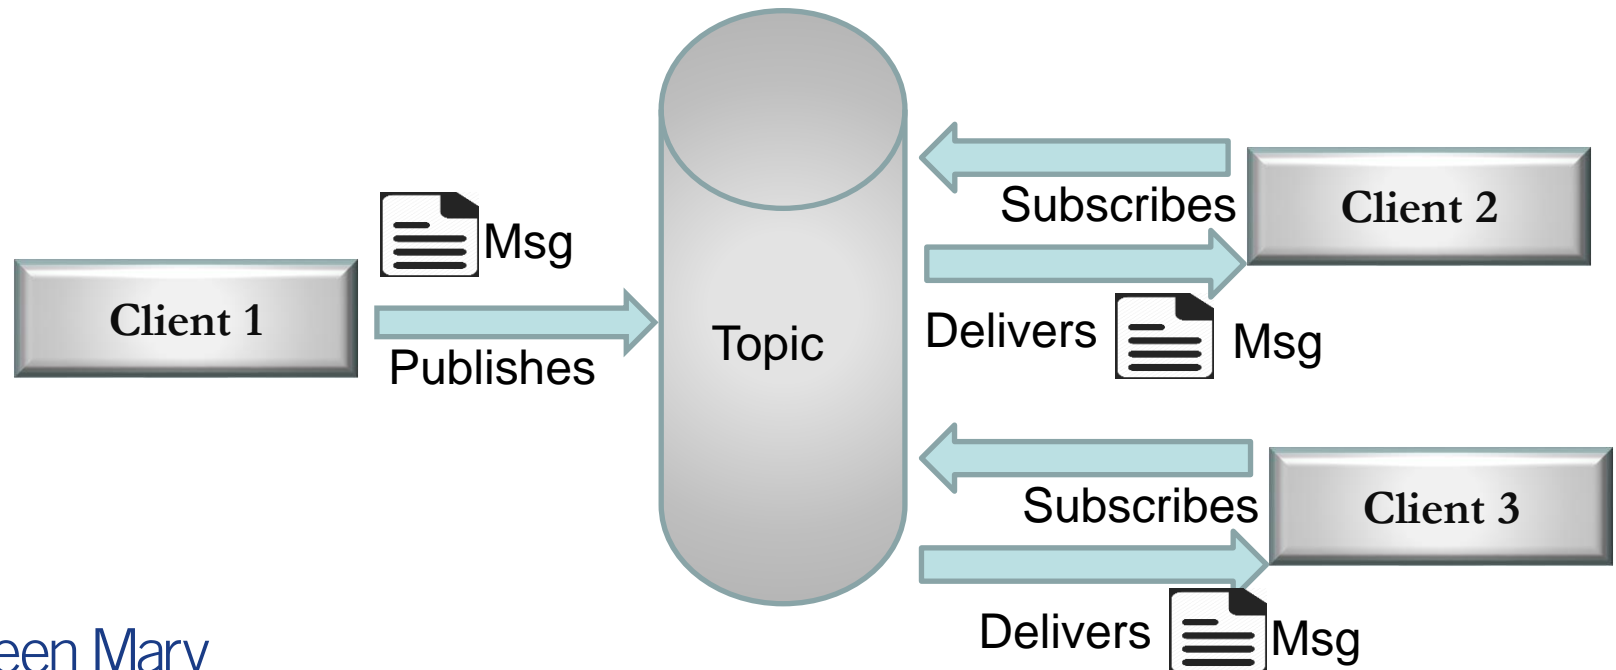 Msg
Client 1
Publishes
Topic
Subscribes
Client 2
Delivers
Msg
Subscribes
Client 3
Delivers
Msg
een Mary